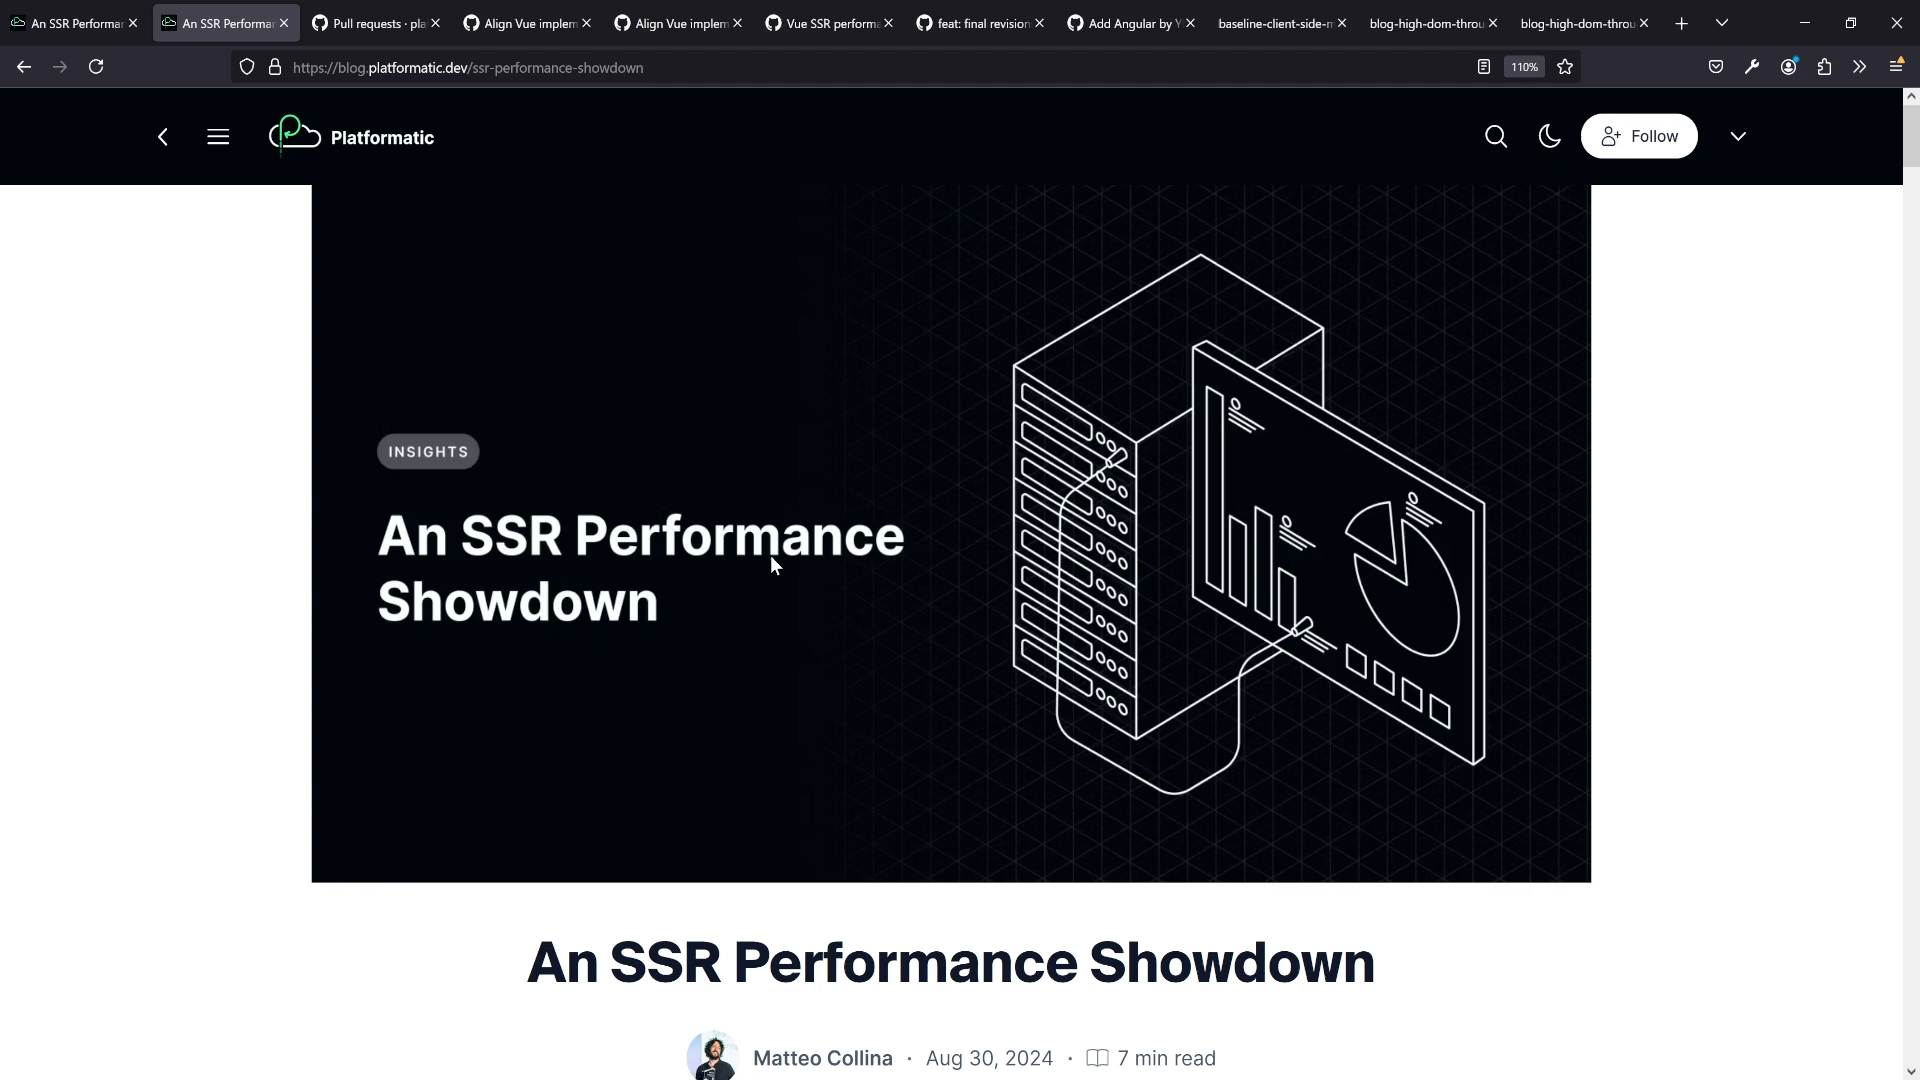 An SSR Performan
An SSR Performan
Pull requests · pla
Align Vue implem
Align Vue implem
Vue SSR performa
feat: final revision
Add Angular by Y
baseline-client-side-r
blog-high-dom-throu
blog-high-dom-throu
https://blog.platformatic.dev/ssr-performance-showdown
110%
Platformatic
Follow
INSIGHTS
An SSR Performance
Showdown
An SSR Performance Showdown
Matteo Collina · Aug 30, 2024 · 7 min read